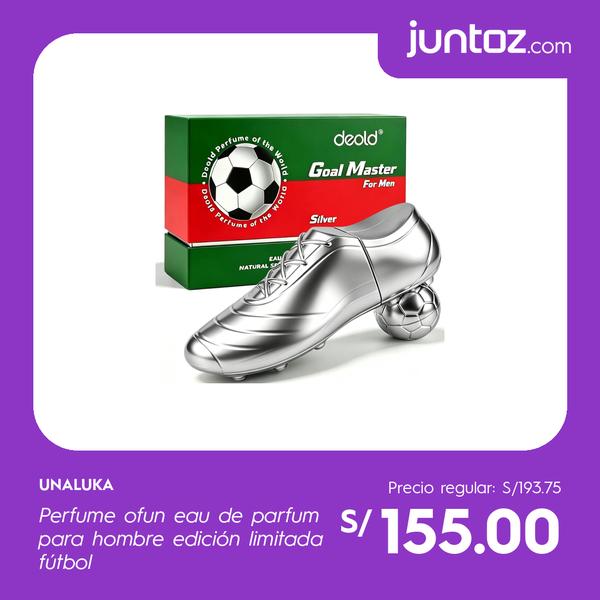 juntoz.com
deold®
Deold Perfume of the World
Deold Perfume of the World
Goal Master
For Men
Silver
EAU
NATURAL
UNALUKA
Precio regular: S/193.75
Perfume ofun eau de parfum
para hombre edición limitada
fútbol
S/155.00